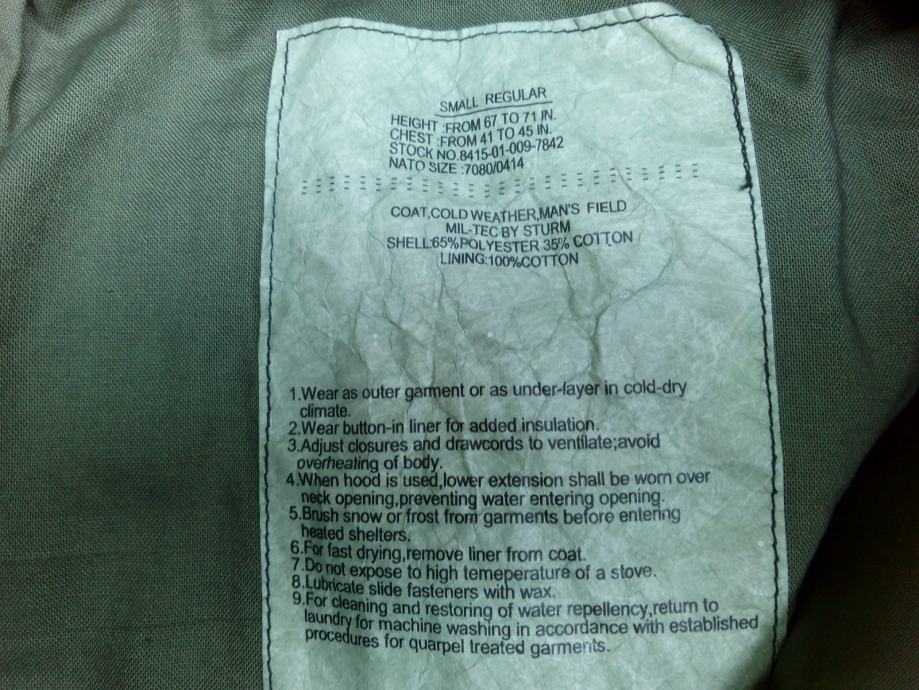 SMALL REGULAR
HEIGHT :FROM 67 TO 71 IN.
CHEST :FROM 41 TO 45 IN.
STOCK NO.8415-01-009-7842
NATO SIZE :7080/0414
COAT,COLD WEATHER,MAN'S FIELD
MIL-TEC BY STURM
SHELL:65%POLYESTER 35% COTTON
LINING:100%COTTON
1.Wear as outer garment or as under-layer in cold-dry
climate.
2.Wear button-in liner for added insulation.
3.Adjust closures and drawcords to ventilate;avoid
overheating of body.
4.When hood is used,lower extension shall be worn over
neck opening,preventing water entering opening.
5.Brush snow or frost from garments before entering
heated shelters.
6.For fast drying,remove liner from coat.
7.Do not expose to high temeperature of a stove.
8.Lubricate slide fasteners with wax.
9.For cleaning and restoring of water repellency,return to
laundry for machine washing in accordance with established
procedures for quarpel treated garments.